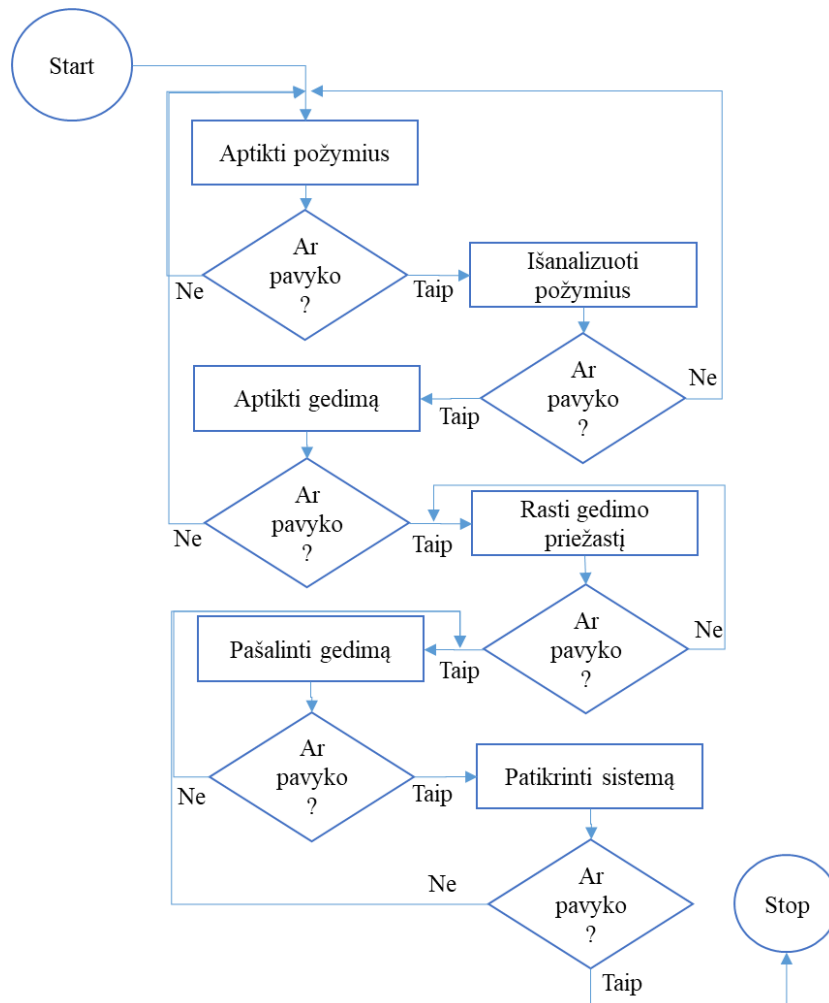 Start
Aptikti požymius
Ar
pavyko
?
Ne
Taip
Išanalizuoti
požymius
Ar
pavyko
?
Ne
Taip
Aptikti gedimą
Ar
pavyko
?
Ne
Taip
Rasti gedimo
priežastį
Ar
pavyko
?
Ne
Taip
Pašalinti gedimą
Ar
pavyko
?
Ne
Taip
Patikrinti sistemą
Ar
pavyko
?
Ne
Taip
Stop